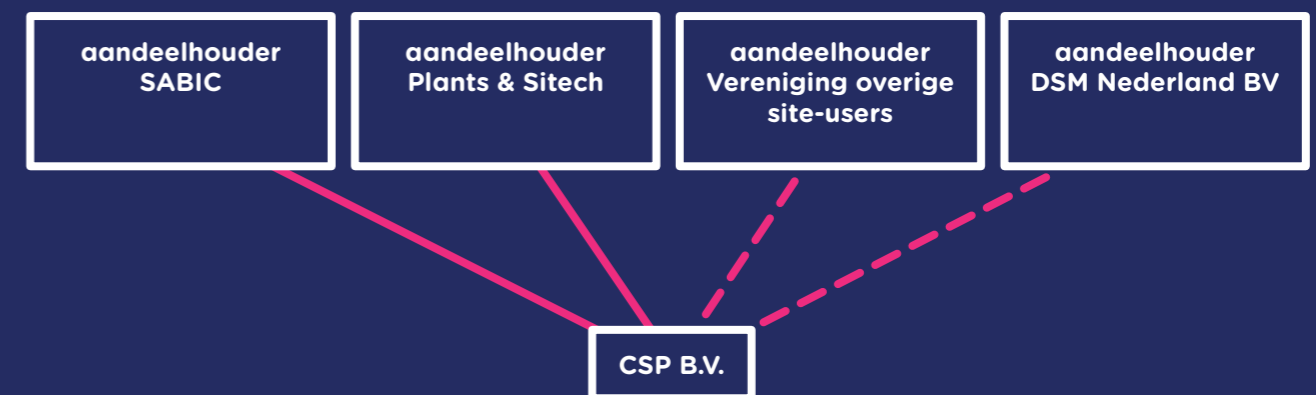 aandeelhouder
SABIC
aandeelhouder
Plants & Sitech
aandeelhouder
Vereniging overige
site-users
aandeelhouder
DSM Nederland BV
CSP B.V.